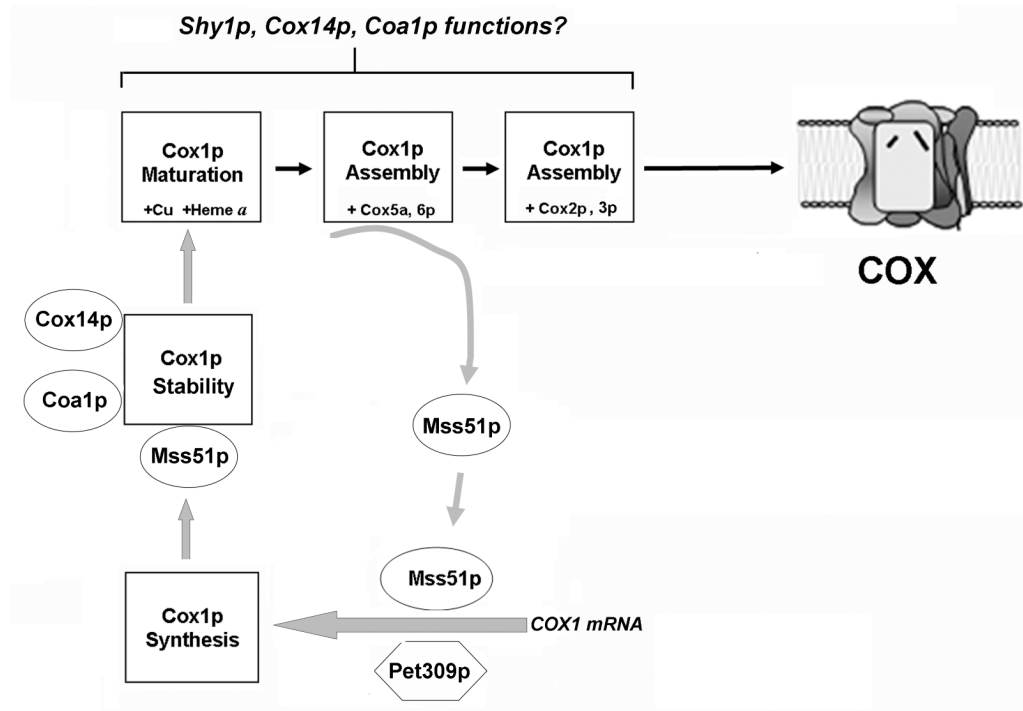 Shy1p, Cox14p, Coa1p functions?
Cox1p
Maturation
+Cu +Heme a
Cox1p
Assembly
+ Cox5a, 6p
Cox1p
Assembly
+ Cox2p , 3p
COX
Cox14p
Coa1p
Cox1p
Stability
Mss51p
Mss51p
Cox1p
Synthesis
Mss51p
COX1 mRNA
Pet309p